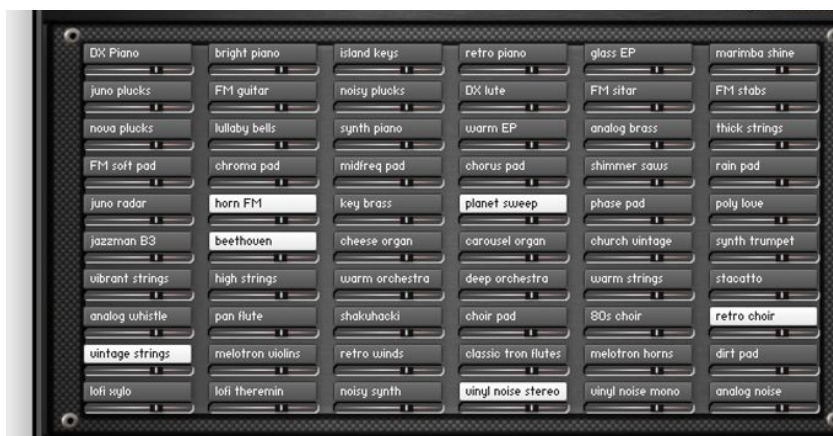 DX Piano bright piano island keys retro piano glass EP marimba shine
juno plucks FM guitar noisy plucks DX lute FM sitar FM stabs
nova plucks lullaby bells synth piano warm EP analog brass thick strings
FM soft pad chroma pad midfreq pad chorus pad shimmer saws rain pad
juno radar horn FM key brass planet sweep phase pad poly love
jazzman B3 beethoven cheese organ carousel organ church vintage synth trumpet
vibrant strings high strings warm orchestra deep orchestra warm strings stacatto
analog whistle pan flute shakuhacki choir pad 80s choir retro choir
vintage strings melotron violins retro winds classic tron flutes melotron horns dirt pad
lofi xylo lofi theremin noisy synth vinyl noise stereo vinyl noise mono analog noise